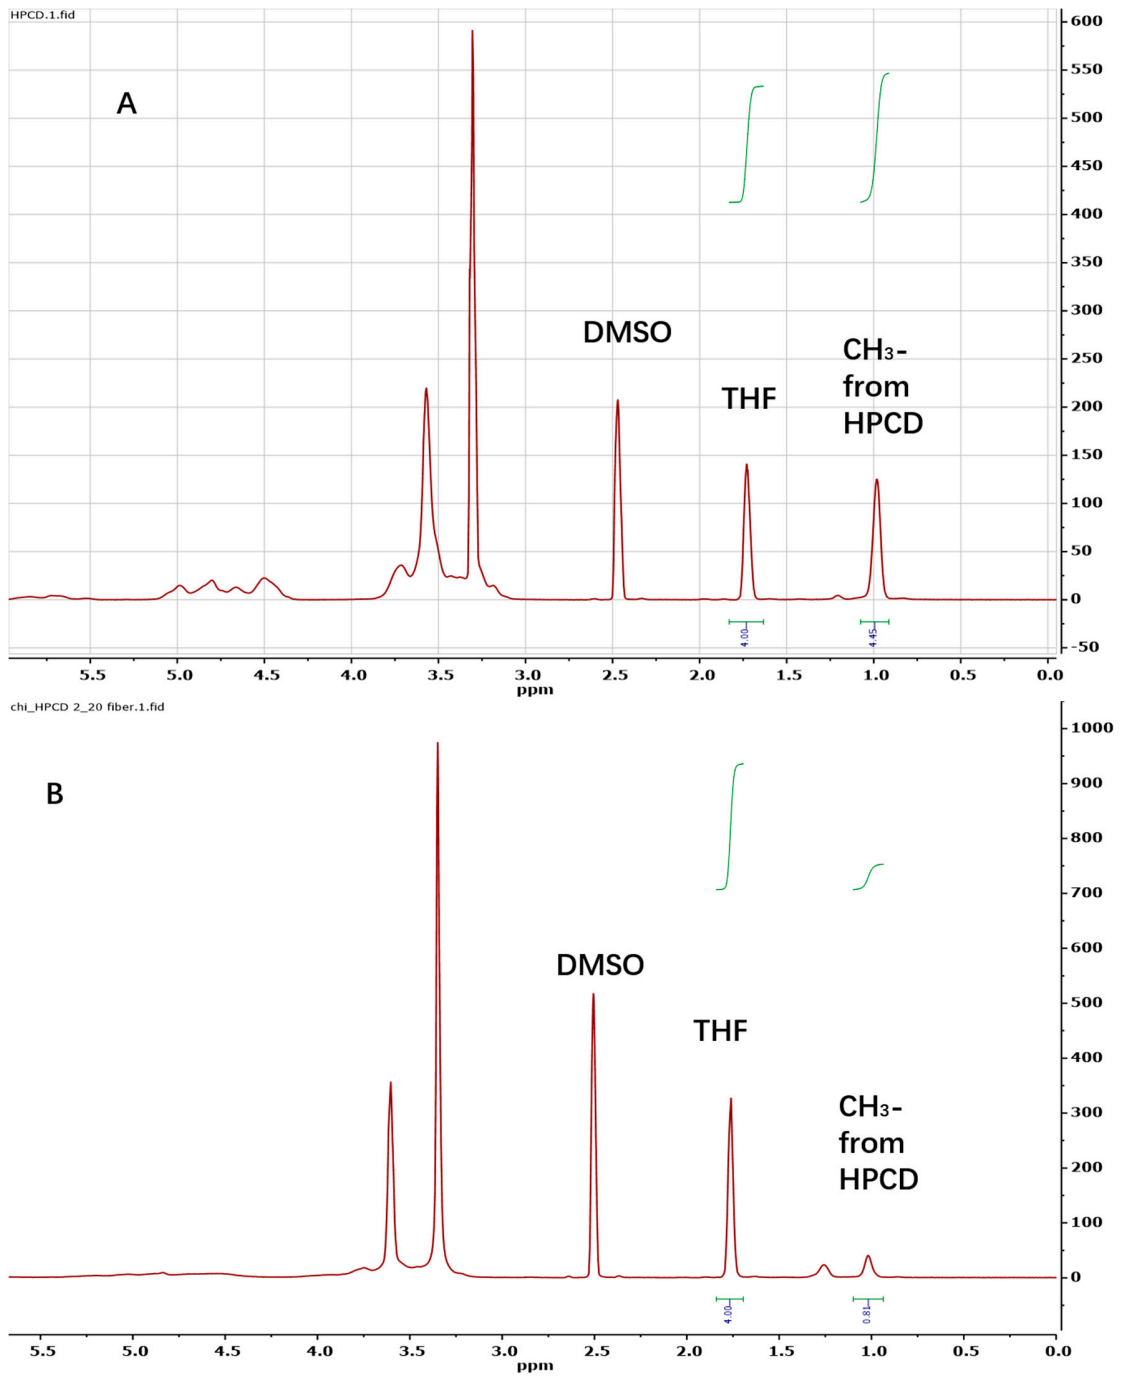 HPCD.1.fid
A
600
550
500
450
400
350
300
250
200
150
100
50
0
-50
DMSO
THF
CH₃-
from
HPCD
4.00
4.45
5.5 5.0 4.5 4.0 3.5 3.0 2.5 2.0 1.5 1.0 0.5 0.0
ppm
chi_HPCD 2_20 fiber.1.fid
B
1000
900
800
700
600
500
400
300
200
100
0
DMSO
THF
CH₃-
from
HPCD
4.00
0.81
5.5 5.0 4.5 4.0 3.5 3.0 2.5 2.0 1.5 1.0 0.5 0.0
ppm